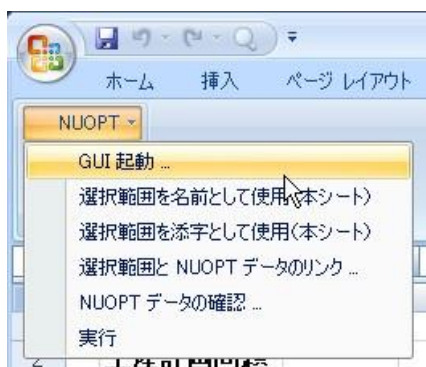 ホーム 挿入 ページ レイアウト
NUOPT
GUI 起動 ...
選択範囲を名前として使用(本シート)
選択範囲を添字として使用(本シート)
選択範囲と NUOPT データのリンク ...
NUOPT データの確認 ...
実行
2